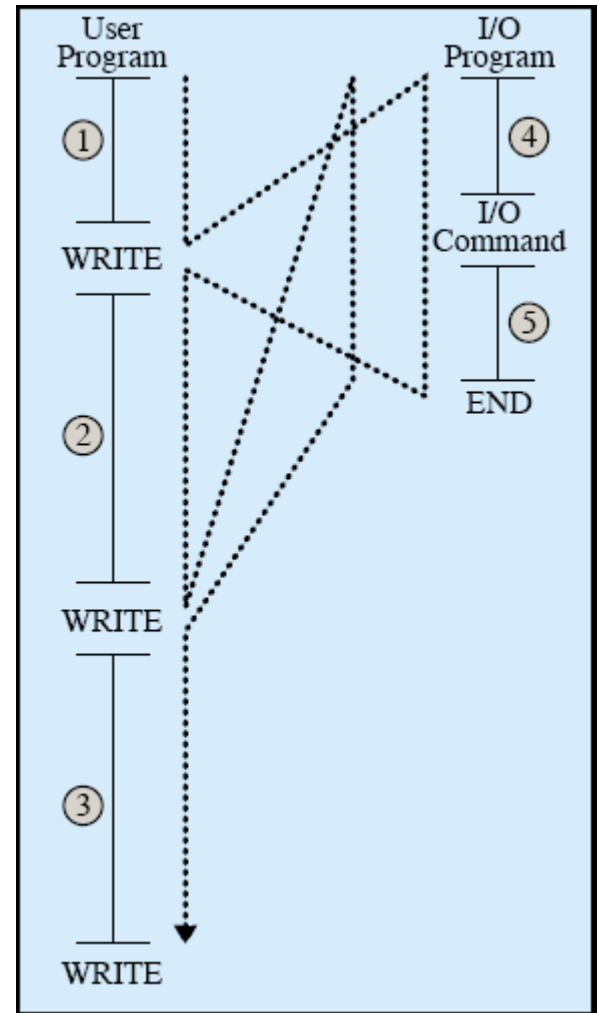 User
Program
1
WRITE
2
WRITE
3
WRITE
I/O
Program
4
I/O
Command
5
END